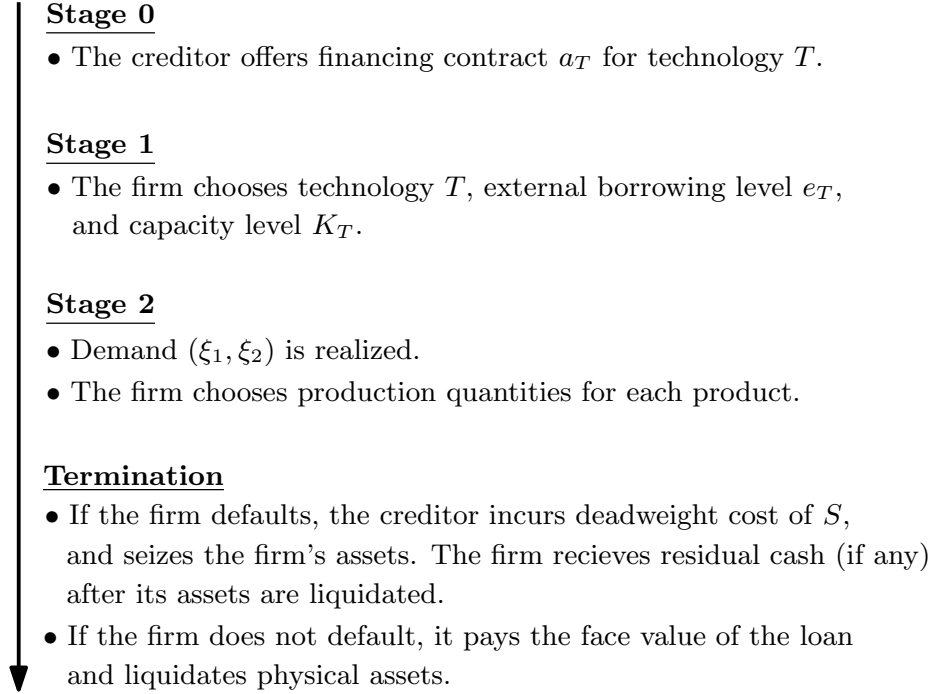 Stage 0
• The creditor offers financing contract a_T for technology T.
Stage 1
• The firm chooses technology T, external borrowing level e_T,
and capacity level K_T.
Stage 2
• Demand (ξ₁, ξ₂) is realized.
• The firm chooses production quantities for each product.
Termination
• If the firm defaults, the creditor incurs deadweight cost of S,
and seizes the firm's assets. The firm recieves residual cash (if any)
after its assets are liquidated.
• If the firm does not default, it pays the face value of the loan
and liquidates physical assets.